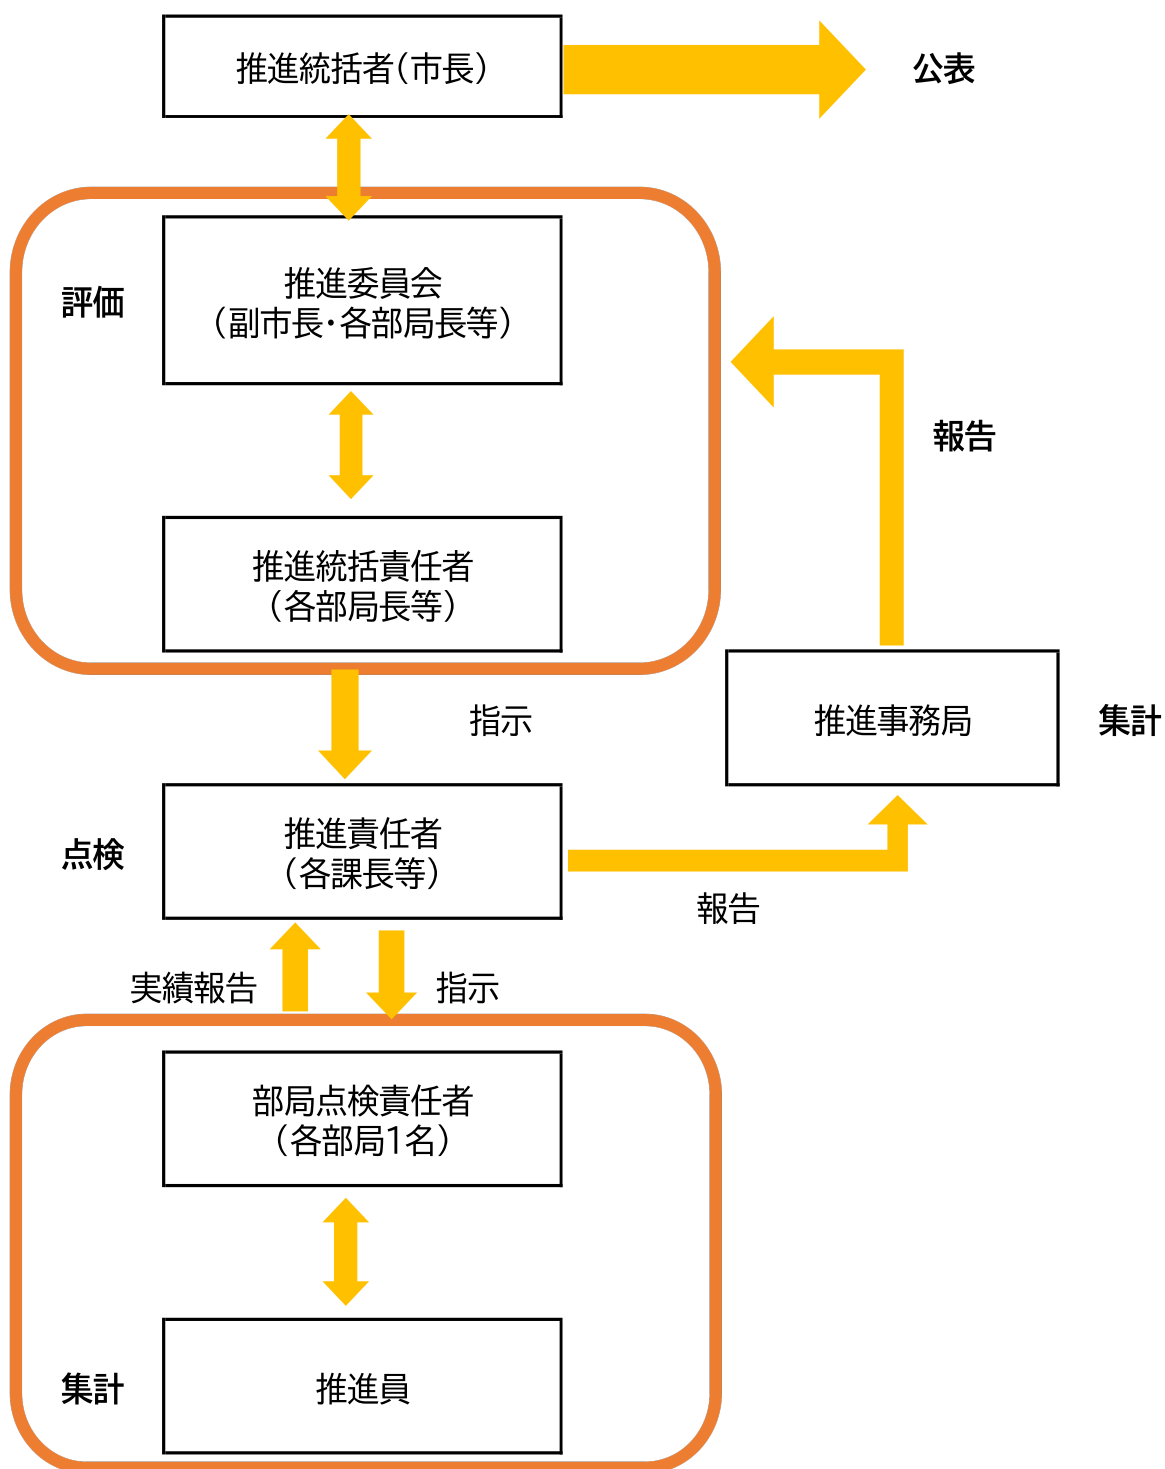 推進統括者（市長）
公表
評価
推進委員会
（副市長・各部局長等）
報告
推進統括責任者
（各部局長等）
指示
推進事務局
集計
点検
推進責任者
（各課長等）
報告
実績報告
指示
部局点検責任者
（各部局1名）
集計
推進員